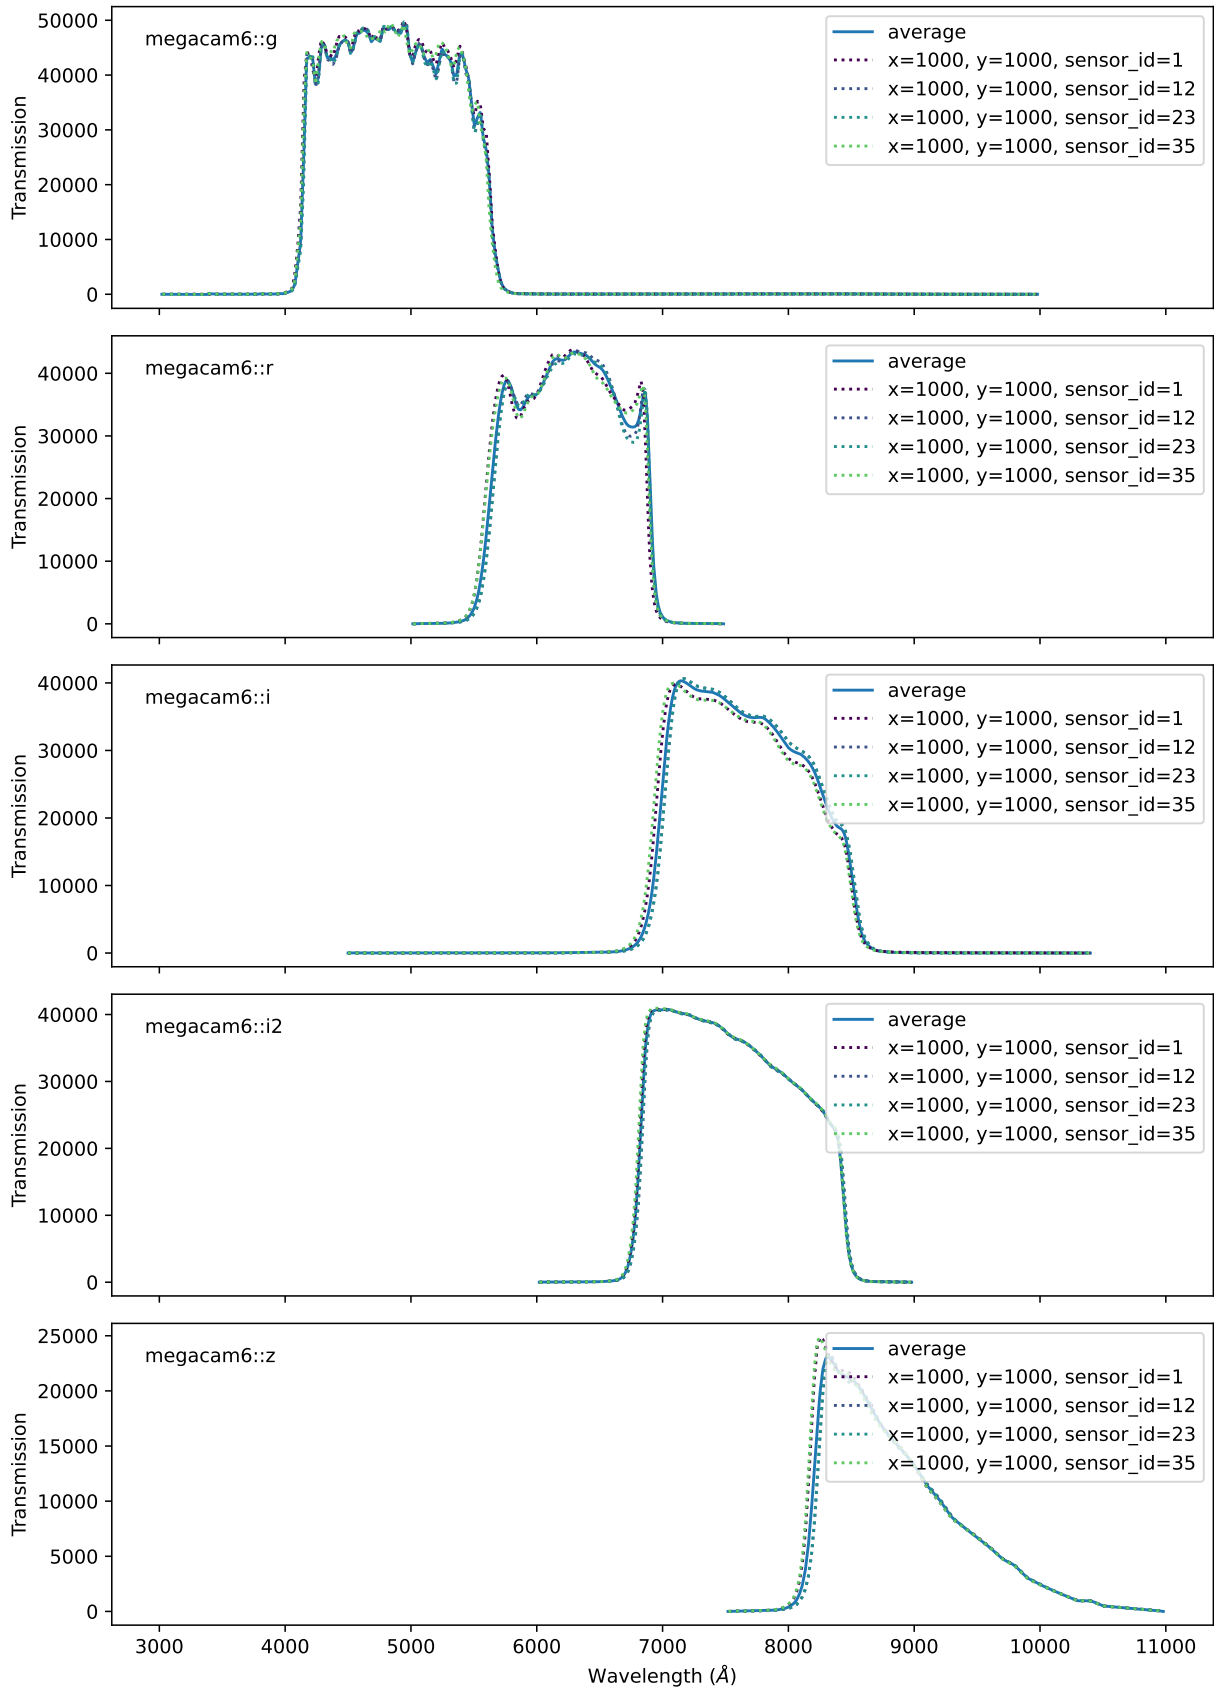 50000
40000
30000
20000
10000
0
Transmission
megacam6::g
average
x=1000, y=1000, sensor_id=1
x=1000, y=1000, sensor_id=12
x=1000, y=1000, sensor_id=23
x=1000, y=1000, sensor_id=35
40000
30000
20000
10000
0
Transmission
megacam6::r
average
x=1000, y=1000, sensor_id=1
x=1000, y=1000, sensor_id=12
x=1000, y=1000, sensor_id=23
x=1000, y=1000, sensor_id=35
40000
30000
20000
10000
0
Transmission
megacam6::i
average
x=1000, y=1000, sensor_id=1
x=1000, y=1000, sensor_id=12
x=1000, y=1000, sensor_id=23
x=1000, y=1000, sensor_id=35
40000
30000
20000
10000
0
Transmission
megacam6::i2
average
x=1000, y=1000, sensor_id=1
x=1000, y=1000, sensor_id=12
x=1000, y=1000, sensor_id=23
x=1000, y=1000, sensor_id=35
25000
20000
15000
10000
5000
0
Transmission
megacam6::z
average
x=1000, y=1000, sensor_id=1
x=1000, y=1000, sensor_id=12
x=1000, y=1000, sensor_id=23
x=1000, y=1000, sensor_id=35
3000 4000 5000 6000 7000 8000 9000 10000 11000
Wavelength (Å)